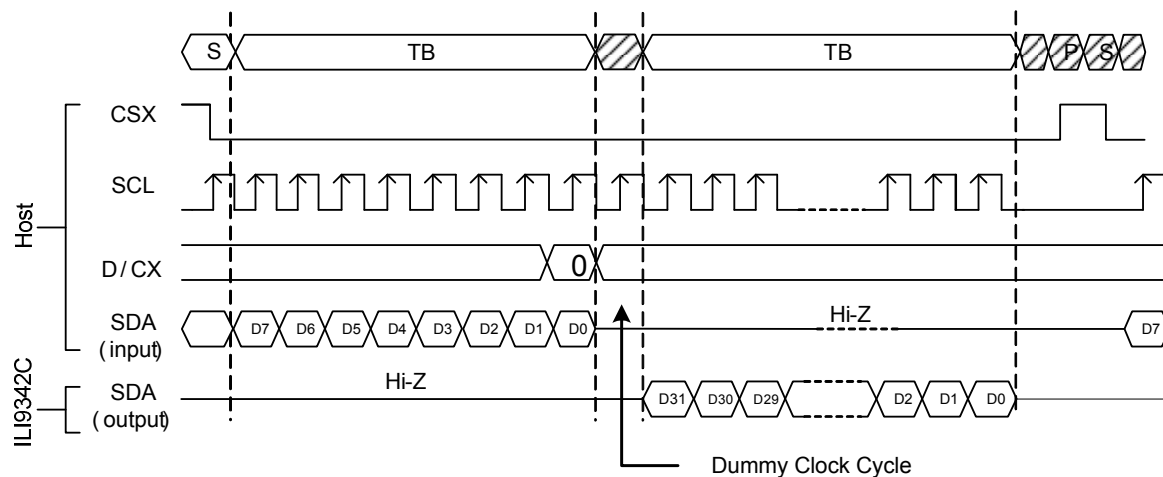 S TB TB P S
CSX
SCL
D/CX 0
Hi-Z
SDA
(input) D7 D6 D5 D4 D3 D2 D1 D0 D7
Host
Hi-Z
SDA
(output) D31 D30 D29 D2 D1 D0
ILI9342C
Dummy Clock Cycle